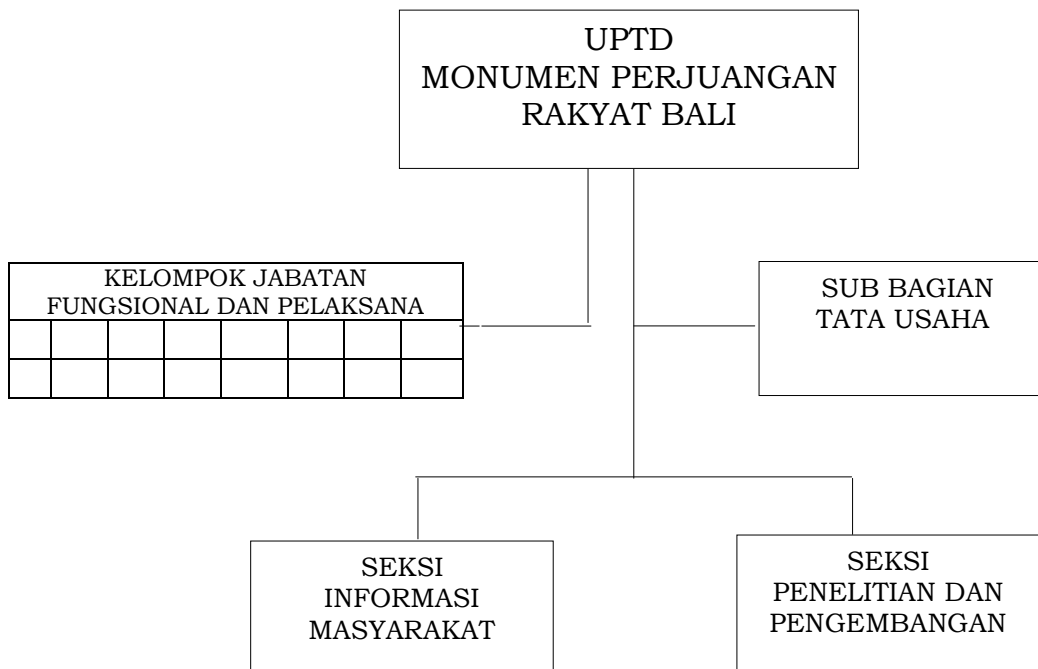 UPTD
MONUMEN PERJUANGAN
RAKYAT BALI
KELOMPOK JABATAN
FUNGSIONAL DAN PELAKSANA
SUB BAGIAN
TATA USAHA
SEKSI
INFORMASI
MASYARAKAT
SEKSI
PENELITIAN DAN
PENGEMBANGAN